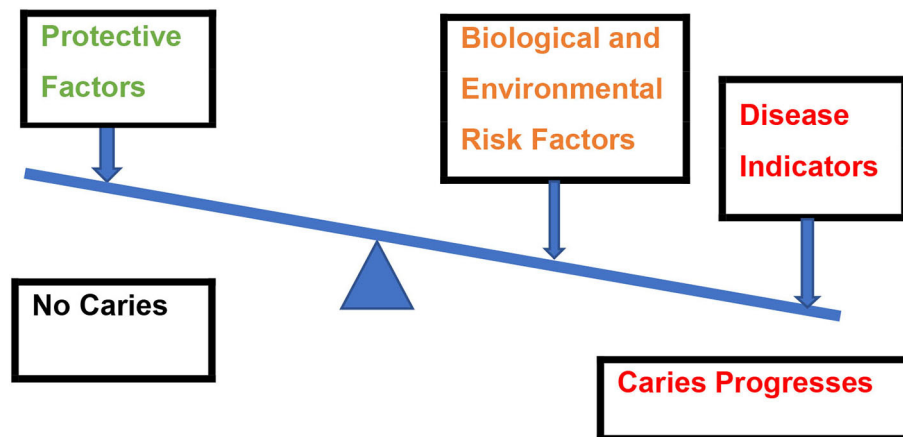 Protective
Factors
Biological and
Environmental
Risk Factors
Disease
Indicators
No Caries
Caries Progresses